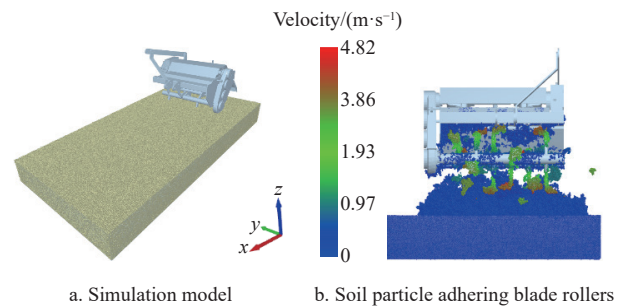 Velocity/(m·s⁻¹)
4.82
3.86
1.93
0.97
0
z
y
x
a. Simulation model
b. Soil particle adhering blade rollers